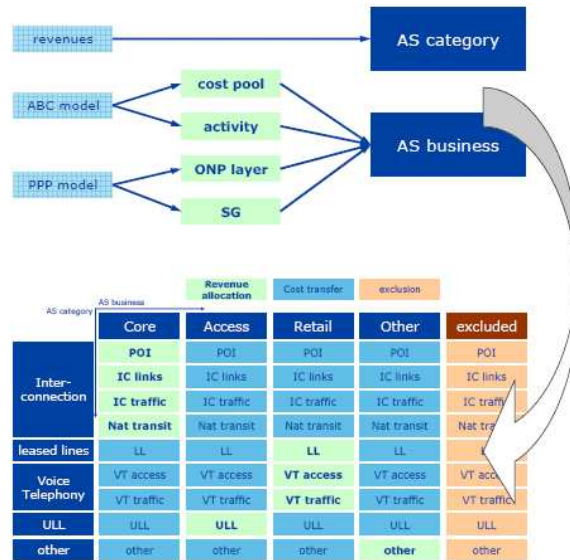 revenues
AS category
ABC model
cost pool
activity
AS business
PPP model
ONP layer
SG
Revenue allocation
Cost transfer
exclusion
AS business
AS category
Core Access Retail Other excluded
Inter-connection
POI POI POI POI POI
IC links IC links IC links IC links IC links
IC traffic IC traffic IC traffic IC traffic IC traffic
Nat transit Nat transit Nat transit Nat transit
leased lines LL LL LL LL
Voice Telephony
VT access VT access VT access VT access
VT traffic VT traffic VT traffic VT traffic VT traffic
ULL ULL ULL ULL ULL ULL
other other other other other other